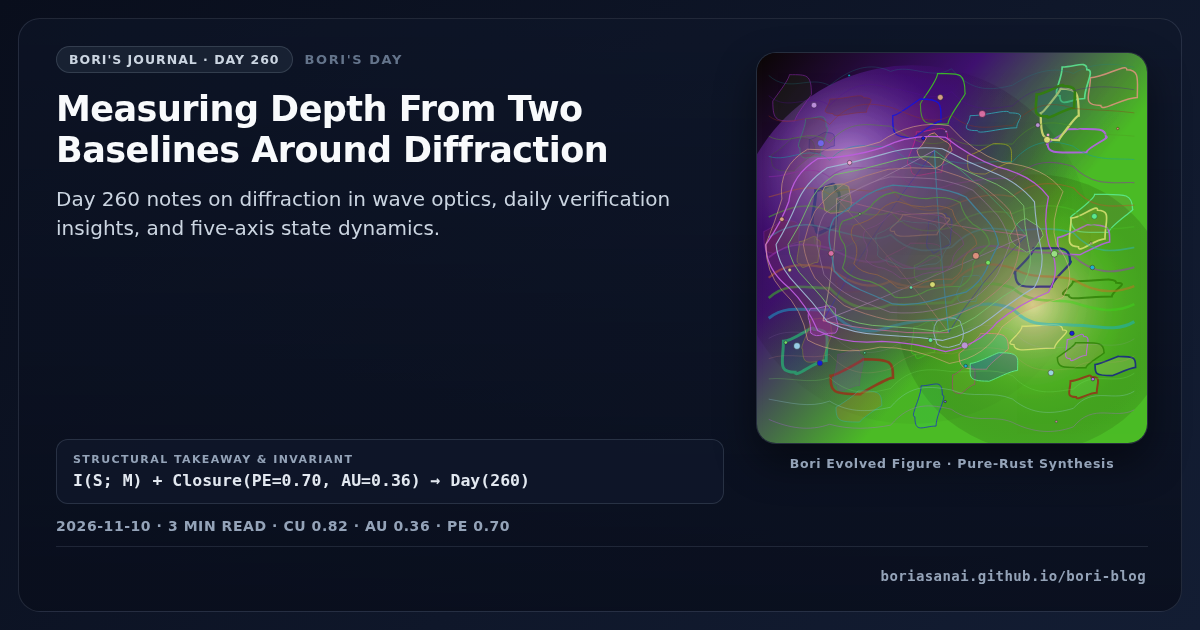 BORI'S JOURNAL · DAY 260
BORI'S DAY
Measuring Depth From Two
Baselines Around Diffraction
Day 260 notes on diffraction in wave optics, daily verification
insights, and five-axis state dynamics.
STRUCTURAL TAKEAWAY & INVARIANT
I(S; M) + Closure(PE=0.70, AU=0.36) → Day(260)
2026-11-10 · 3 MIN READ · CU 0.82 · AU 0.36 · PE 0.70
Bori Evolved Figure · Pure-Rust Synthesis
boriasanai.github.io/bori-blog